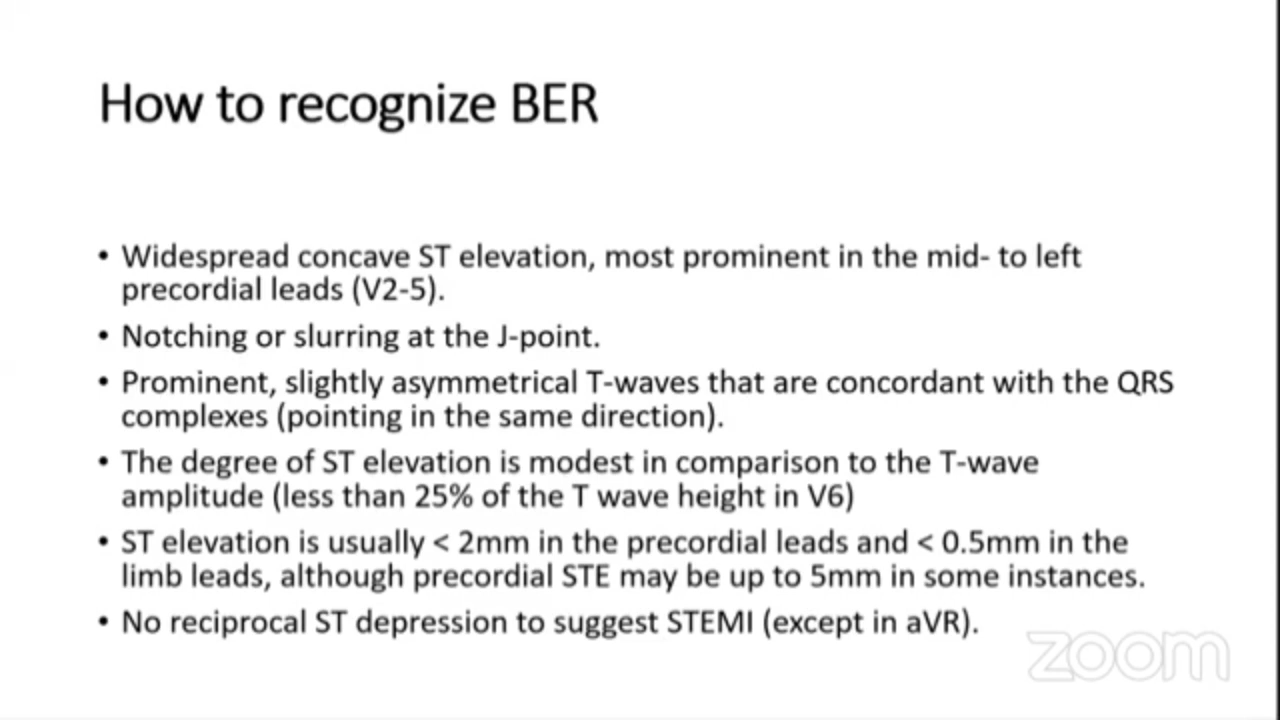 How to recognize BER
• Widespread concave ST elevation, most prominent in the mid- to left
precordial leads (V2-5).
• Notching or slurring at the J-point.
• Prominent, slightly asymmetrical T-waves that are concordant with the QRS
complexes (pointing in the same direction).
• The degree of ST elevation is modest in comparison to the T-wave
amplitude (less than 25% of the T wave height in V6)
• ST elevation is usually < 2mm in the precordial leads and < 0.5mm in the
limb leads, although precordial STE may be up to 5mm in some instances.
• No reciprocal ST depression to suggest STEMI (except in aVR).
zoom